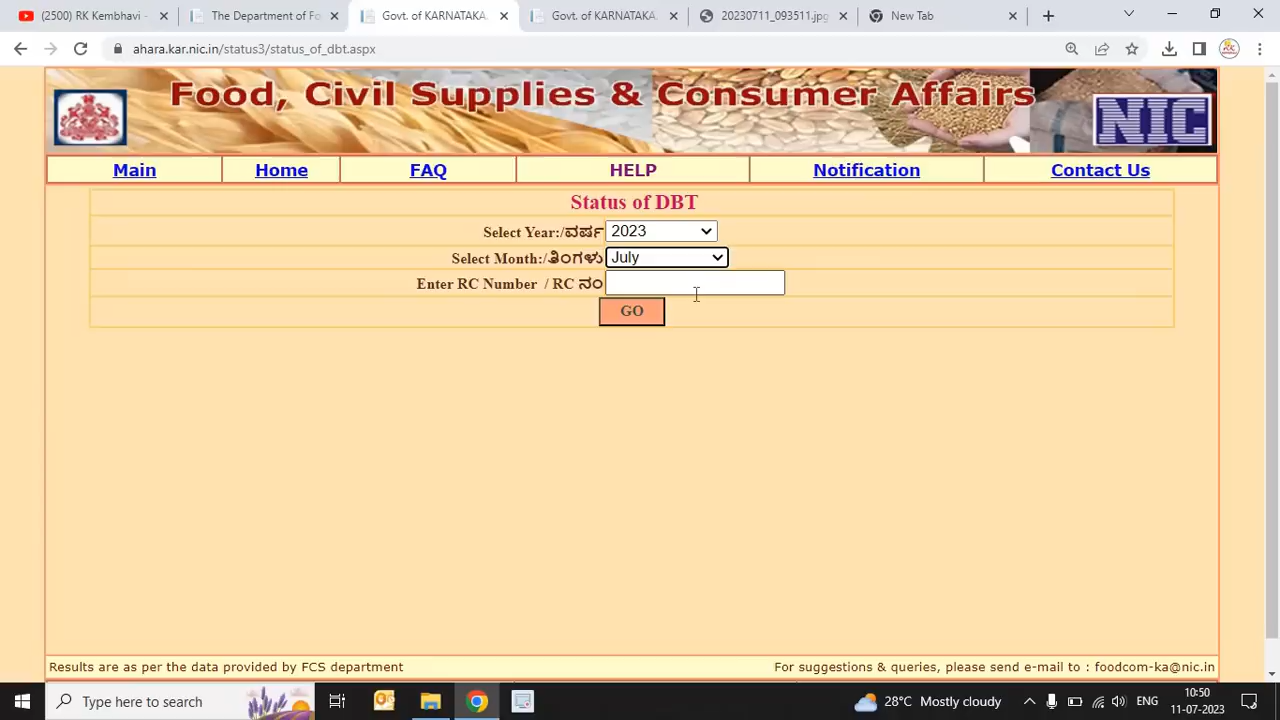 (2500) RK Kembhavi - The Department of Fo Govt. of KARNATAKA. Govt. of KARNATAKA. 20230711_093511.jpg New Tab
ahara.kar.nic.in/status3/status_of_dbt.aspx
Food, Civil Supplies & Consumer Affairs
NIC
Main Home FAQ HELP Notification Contact Us
Status of DBT
Select Year:/ವರ್ಷ 2023
Select Month:/ತಿಂಗಳು July
Enter RC Number / RC ನಂ
GO
Results are as per the data provided by FCS department For suggestions & queries, please send e-mail to : foodcom-ka@nic.in
Type here to search 28°C Mostly cloudy ENG 10:50
11-07-2023